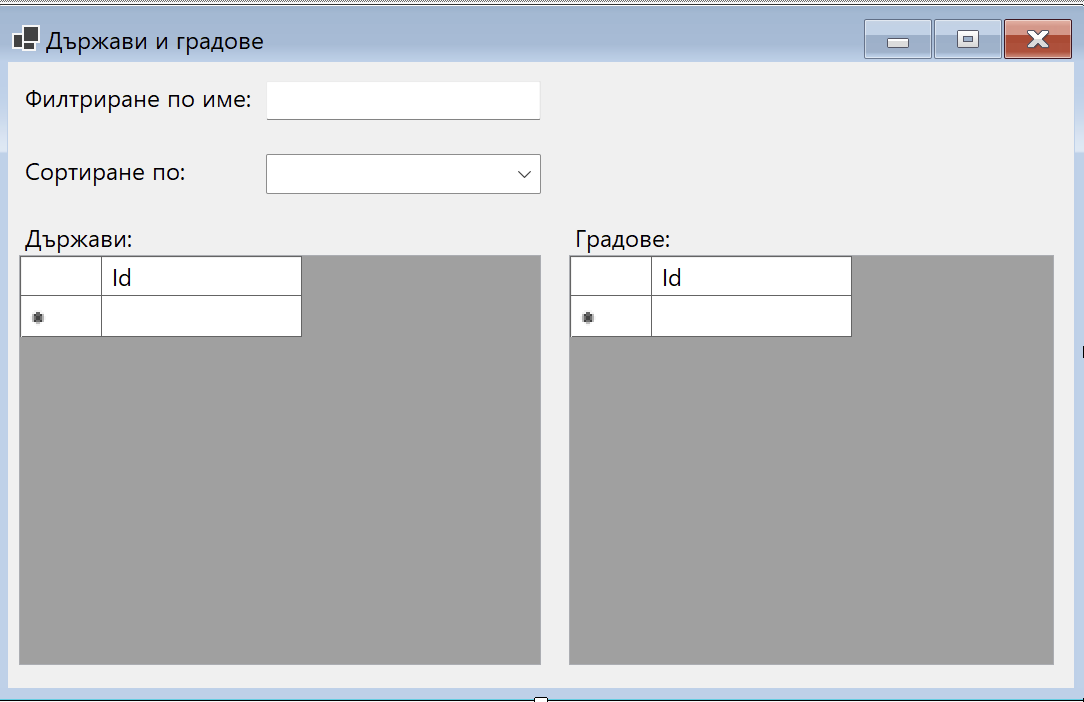 Държави и градове
Филтриране по име:
Сортиране по:
Държави:
Градове:
Id
Id